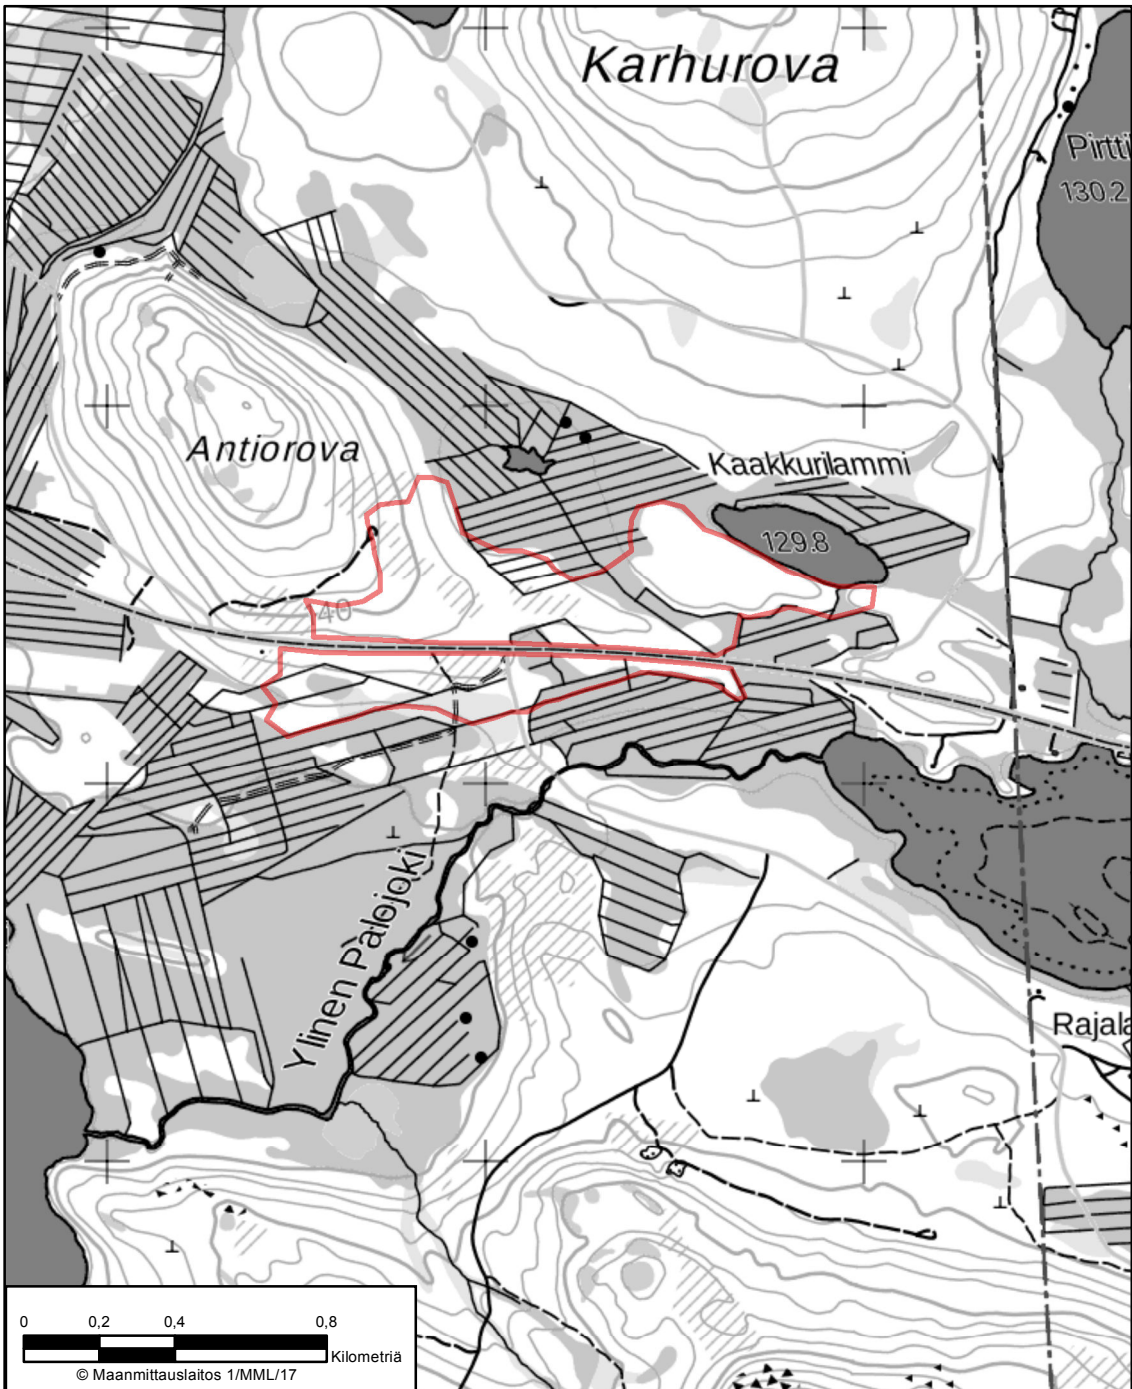 Karhurova
Pirtti
130.2
Antiorova
Kaakkurilammi
129.8
40
Ylinen Palojoki
Rajala
0 0,2 0,4 0,8
Kilometriä
© Maanmittauslaitos 1/MML/17